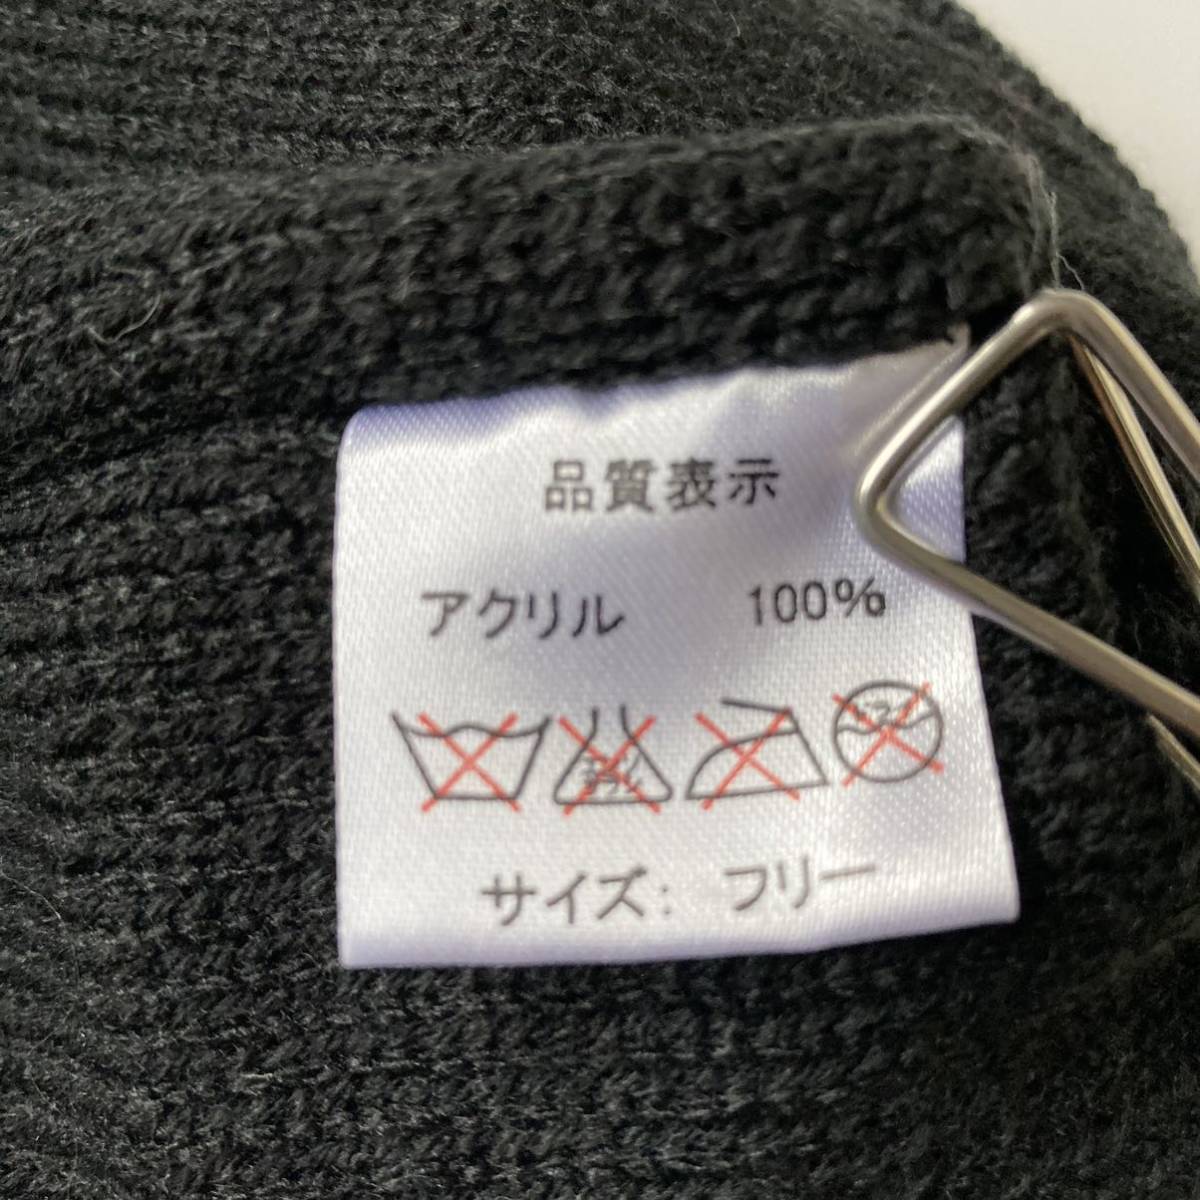 品質表示
アクリル 100%
サイズ: フリー